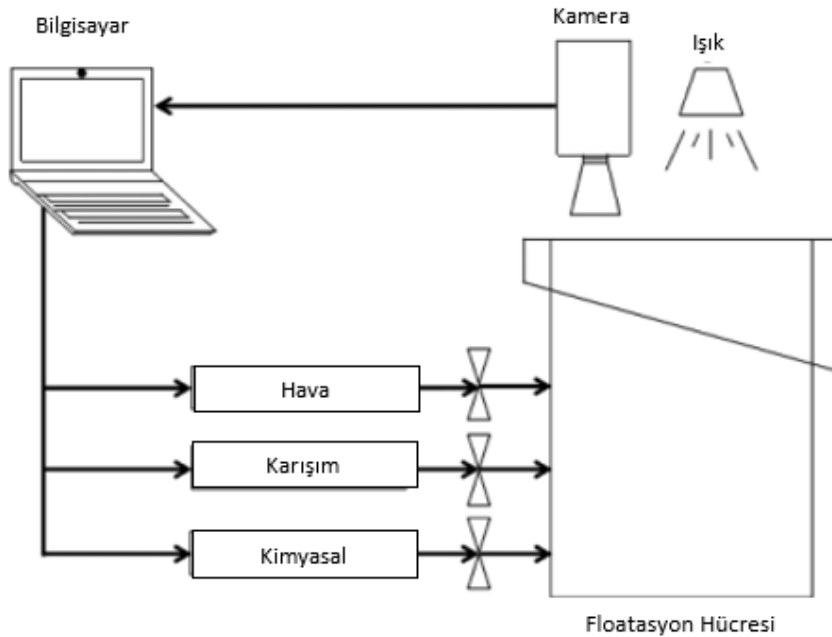 Bilgisayar
Kamera
Işık
Hava
Karışım
Kimyasal
Floatasyon Hücresi